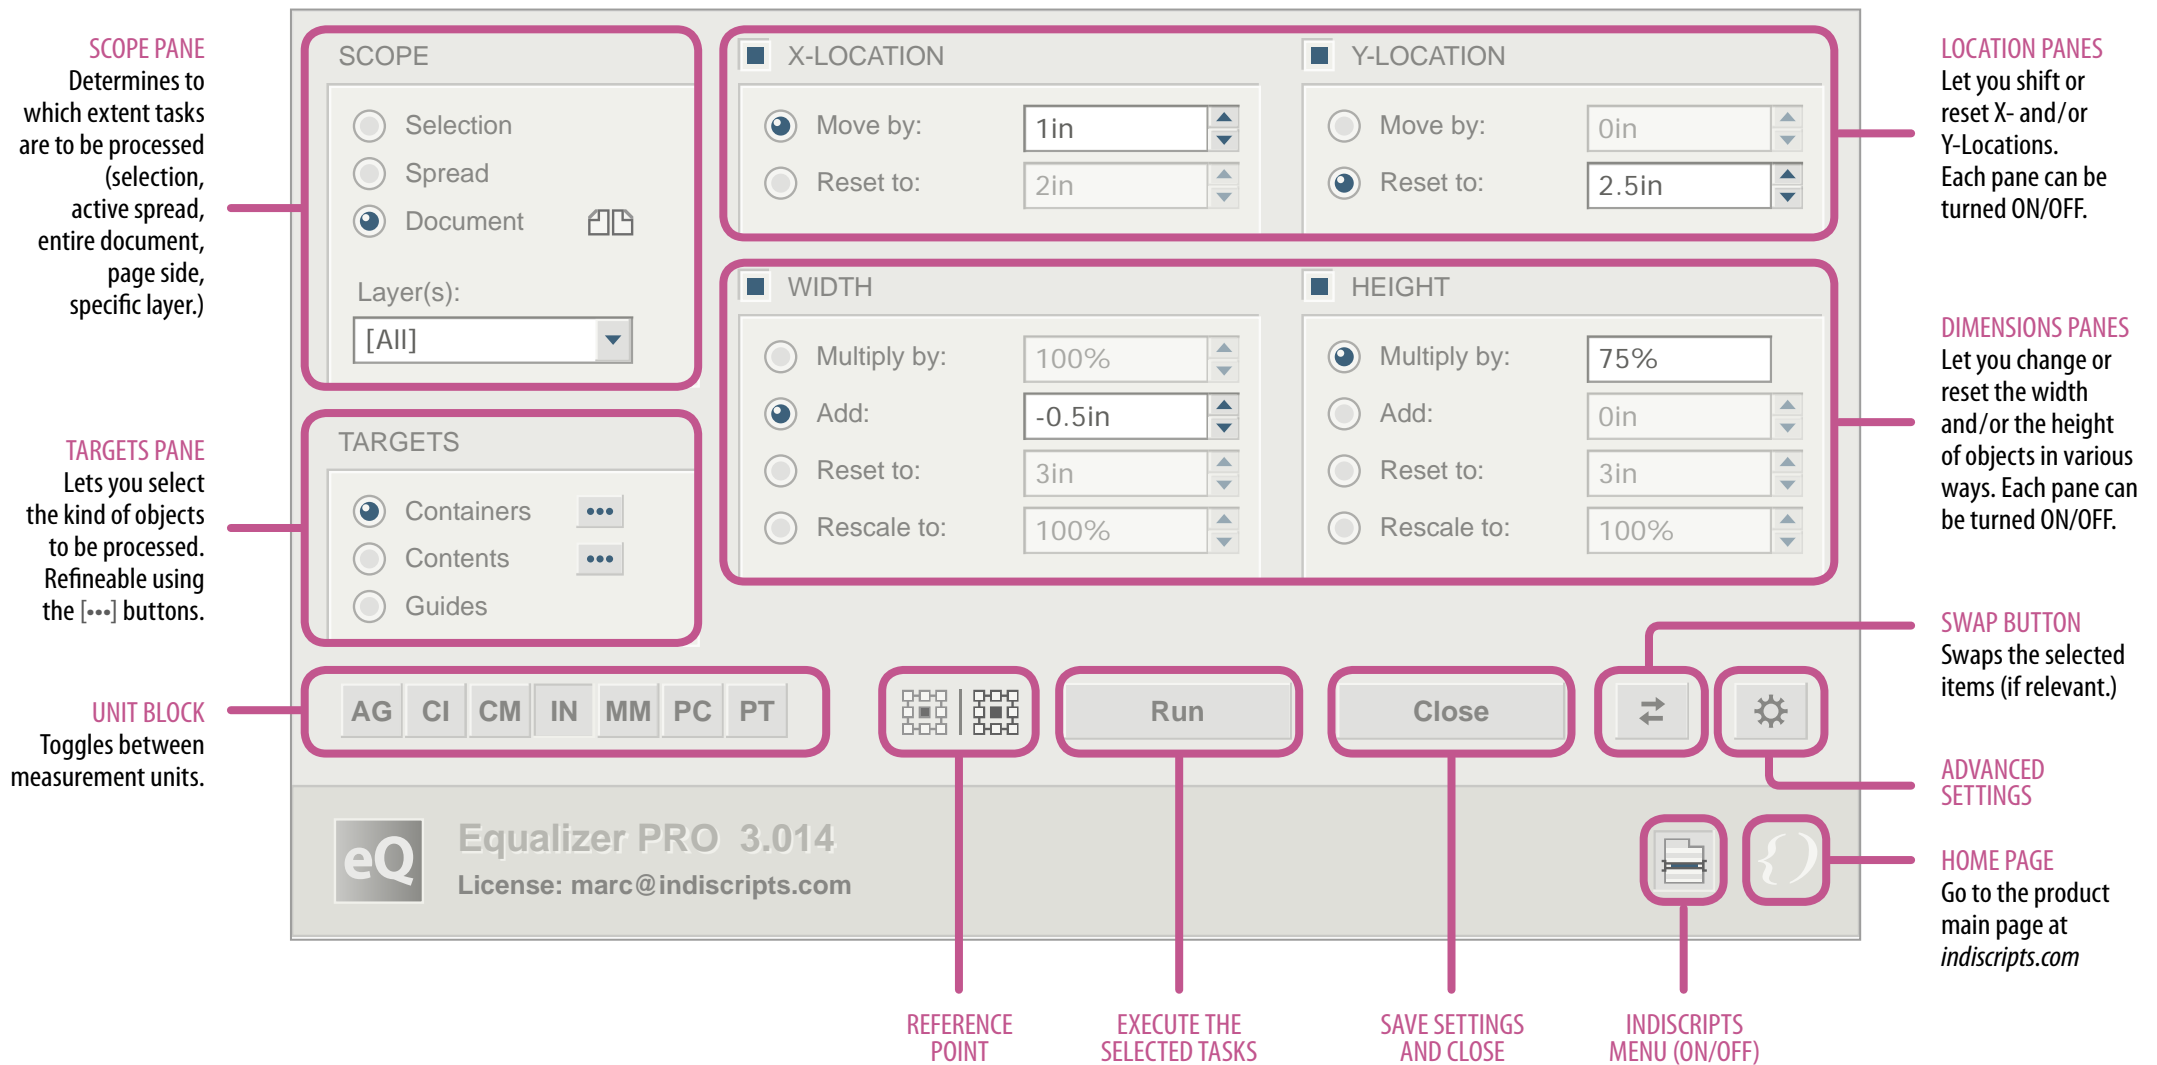 SCOPE PANE
Determines to
which extent tasks
are to be processed
(selection,
active spread,
entire document,
page side,
specific layer.)
TARGETS PANE
Lets you select
the kind of objects
to be processed.
Refineable using
the [•••] buttons.
UNIT BLOCK
Toggles between
measurement units.
SCOPE
Selection
Spread
Document
Layer(s):
[All]
TARGETS
Containers •••
Contents •••
Guides
X-LOCATION
Move by: 1in
Reset to: 2in
Y-LOCATION
Move by: 0in
Reset to: 2.5in
WIDTH
Multiply by: 100%
Add: -0.5in
Reset to: 3in
Rescale to: 100%
HEIGHT
Multiply by: 75%
Add: 0in
Reset to: 3in
Rescale to: 100%
AG CI CM IN MM PC PT
Run
Close
eQ
Equalizer PRO 3.014
License: marc@indiscripts.com
{}
LOCATION PANES
Let you shift or
reset X- and/or
Y-Locations.
Each pane can be
turned ON/OFF.
DIMENSIONS PANES
Let you change or
reset the width
and/or the height
of objects in various
ways. Each pane can
be turned ON/OFF.
SWAP BUTTON
Swaps the selected
items (if relevant.)
ADVANCED
SETTINGS
HOME PAGE
Go to the product
main page at
indiscripts.com
REFERENCE
POINT
EXECUTE THE
SELECTED TASKS
SAVE SETTINGS
AND CLOSE
INDISCRIPTS
MENU (ON/OFF)